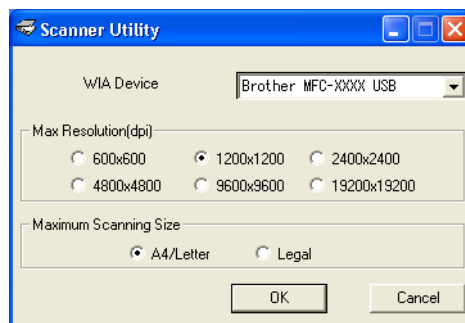 Scanner Utility
WIA Device Brother MFC-XXXX USB
Max Resolution(dpi)
600x600 1200x1200 2400x2400
4800x4800 9600x9600 19200x19200
Maximum Scanning Size
A4/Letter Legal
OK Cancel